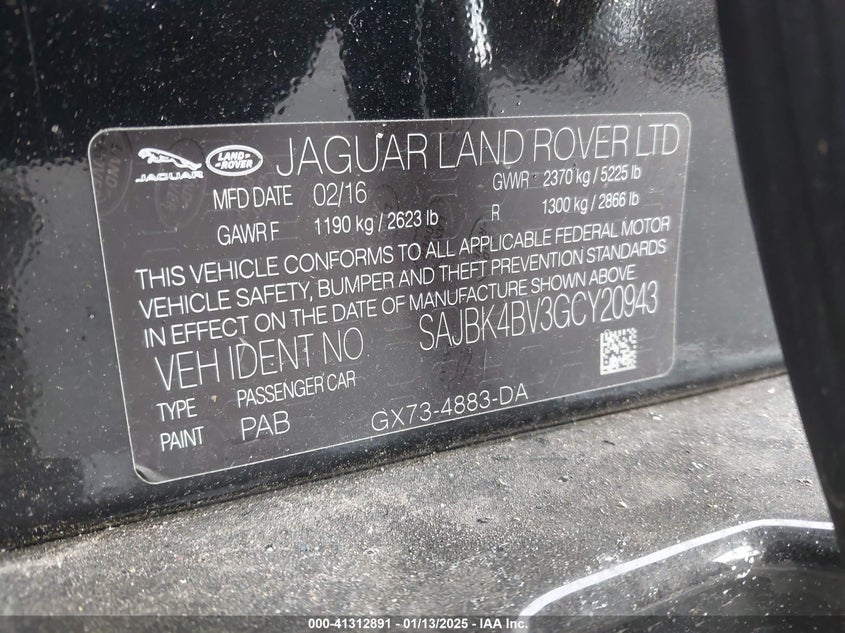 JAGUAR LAND-ROVER JAGUAR LAND ROVER LTD
MFD DATE 02/16 GVWR 2370 kg / 5225 lb
GAWR F 1190 kg / 2623 lb R 1300 kg / 2866 lb
THIS VEHICLE CONFORMS TO ALL APPLICABLE FEDERAL MOTOR
VEHICLE SAFETY, BUMPER AND THEFT PREVENTION STANDARDS
IN EFFECT ON THE DATE OF MANUFACTURE SHOWN ABOVE
VEH IDENT NO SAJBK4BV3GCY20943
TYPE PASSENGER CAR
PAINT PAB GX73-4883-DA
000-41312891 - 01/13/2025 - IAA Inc.